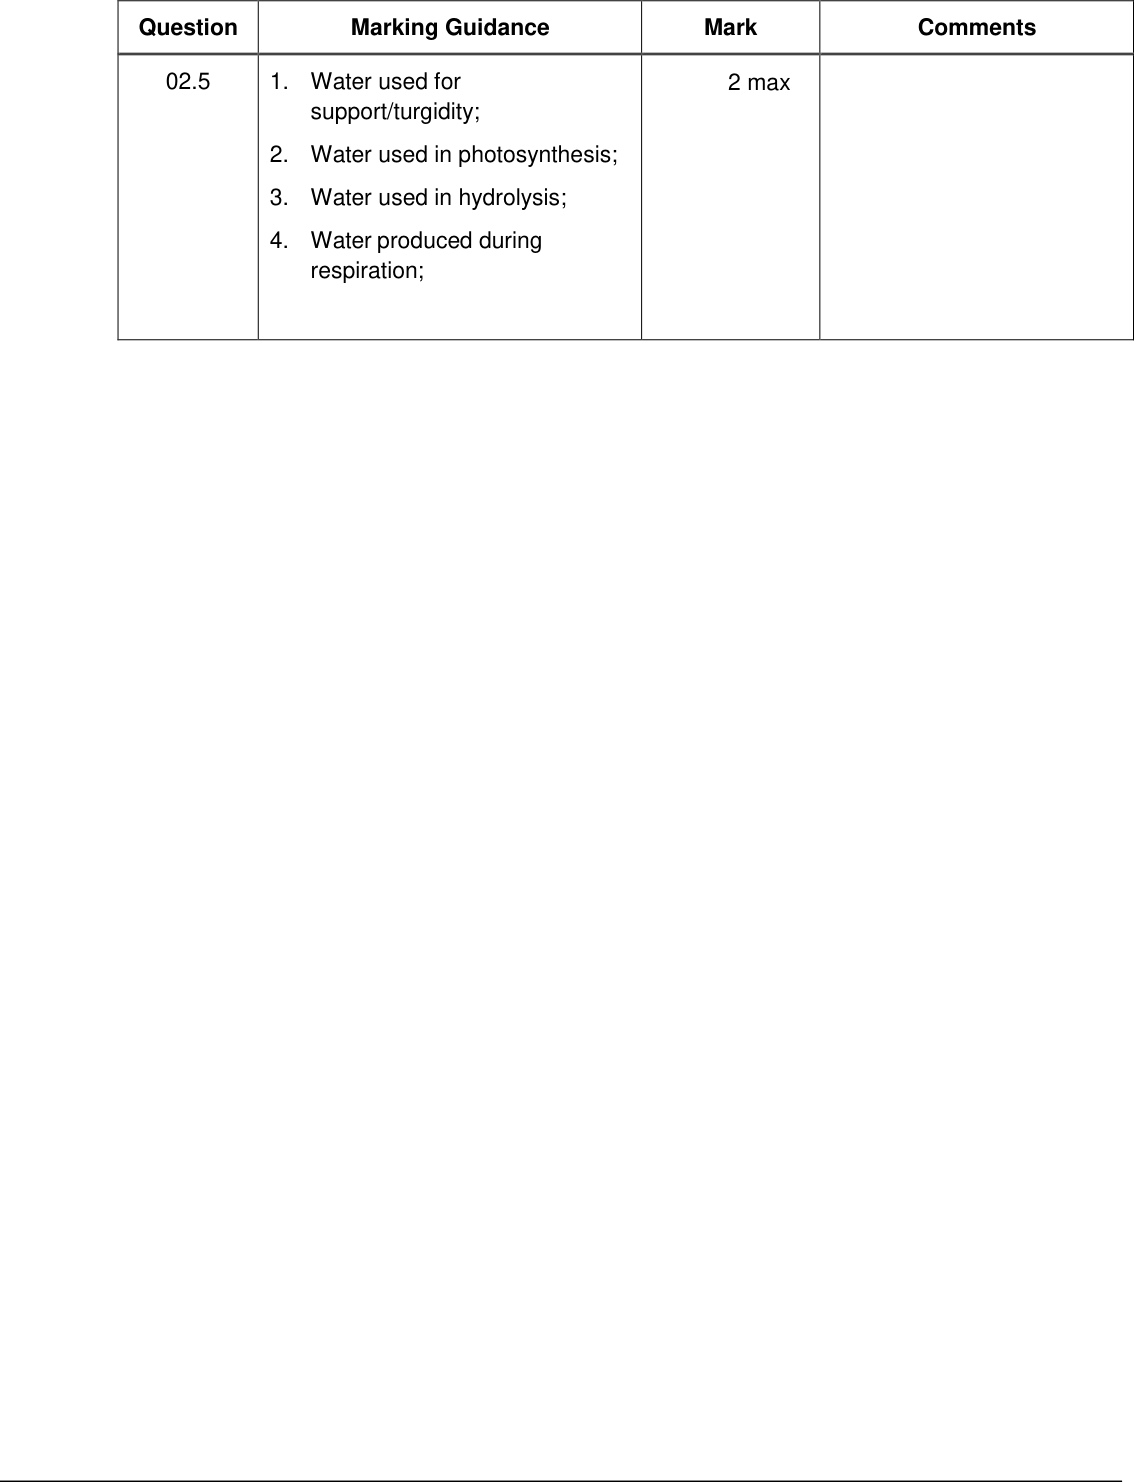 Question Marking Guidance Mark Comments
02.5 1. Water used for 2 max
support/turgidity;
2. Water used in photosynthesis;
3. Water used in hydrolysis;
4. Water produced during
respiration;